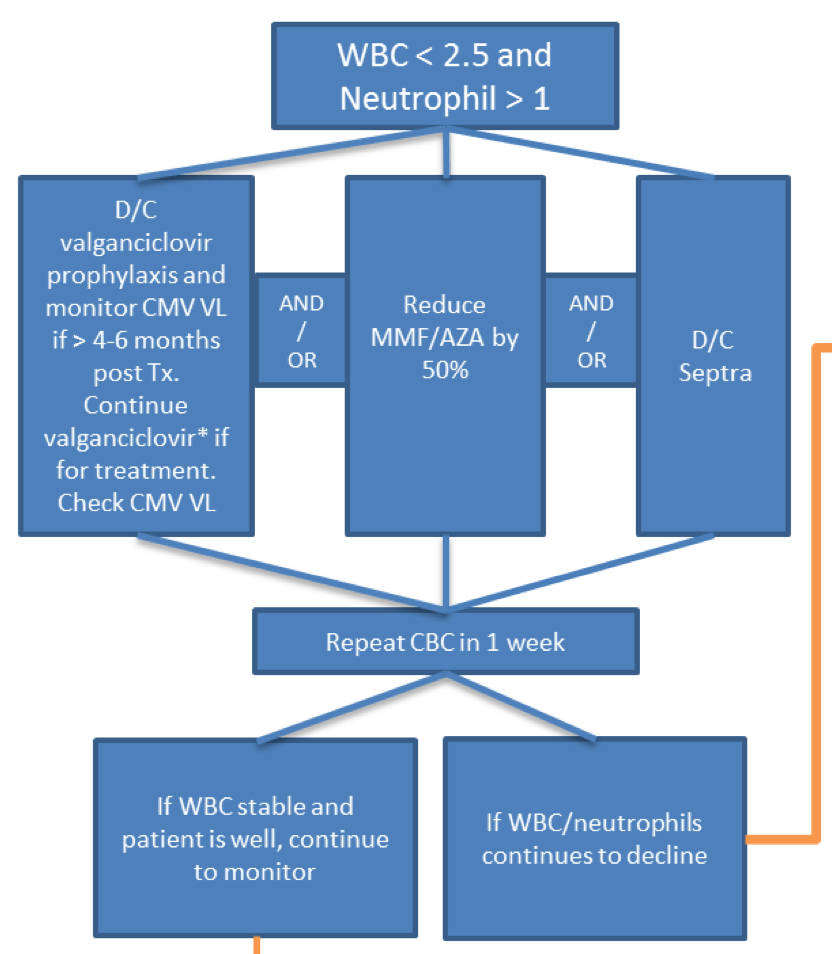 WBC < 2.5 and
Neutrophil > 1
D/C
valganciclovir
prophylaxis and
monitor CMV VL
if > 4-6 months
post Tx.
Continue
valganciclovir* if
for treatment.
Check CMV VL
AND
/
OR
Reduce
MMF/AZA by
50%
AND
/
OR
D/C
Septra
Repeat CBC in 1 week
If WBC stable and
patient is well, continue
to monitor
If WBC/neutrophils
continues to decline